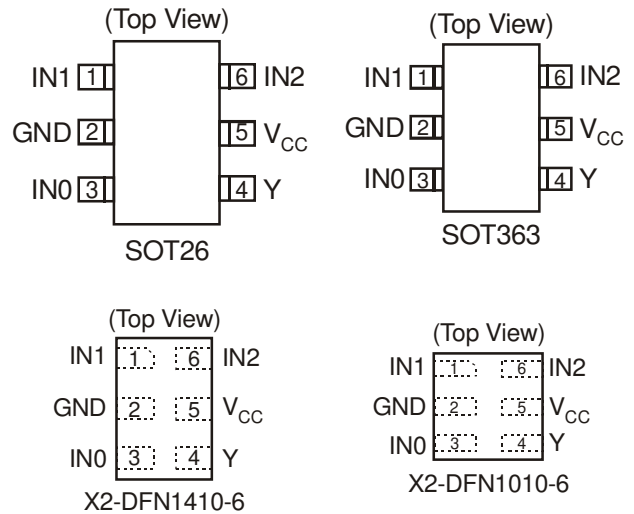 (Top View)
IN1 1 6 IN2
GND 2 5 VCC
IN0 3 4 Y
SOT26
(Top View)
IN1 1 6 IN2
GND 2 5 VCC
IN0 3 4 Y
SOT363
(Top View)
IN1 1 6 IN2
GND 2 5 VCC
IN0 3 4 Y
X2-DFN1410-6
(Top View)
IN1 1 6 IN2
GND 2 5 VCC
IN0 3 4 Y
X2-DFN1010-6